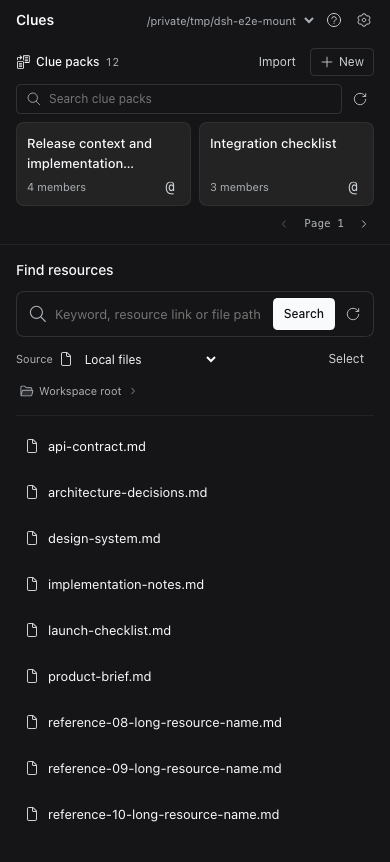 Clues
/private/tmp/dsh-e2e-mount
Clue packs 12
Import
New
Search clue packs
Release context and
implementation...
4 members
@
Integration checklist
3 members
@
Page 1
Find resources
Keyword, resource link or file path
Search
Source
Local files
Select
Workspace root
api-contract.md
architecture-decisions.md
design-system.md
implementation-notes.md
launch-checklist.md
product-brief.md
reference-08-long-resource-name.md
reference-09-long-resource-name.md
reference-10-long-resource-name.md